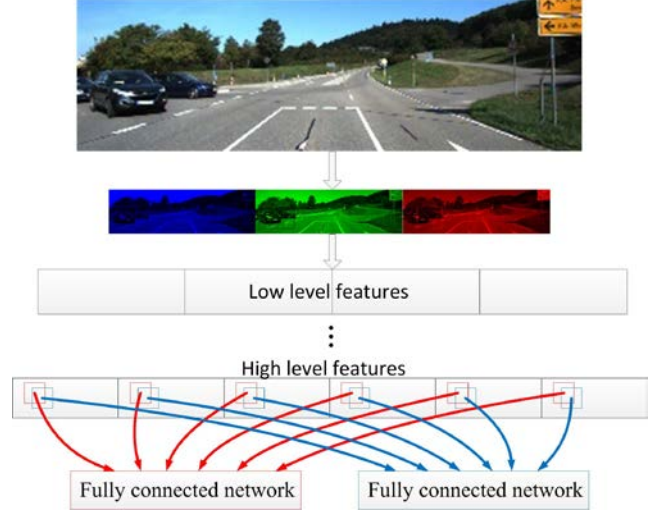 Low level features
High level features
Fully connected network
Fully connected network